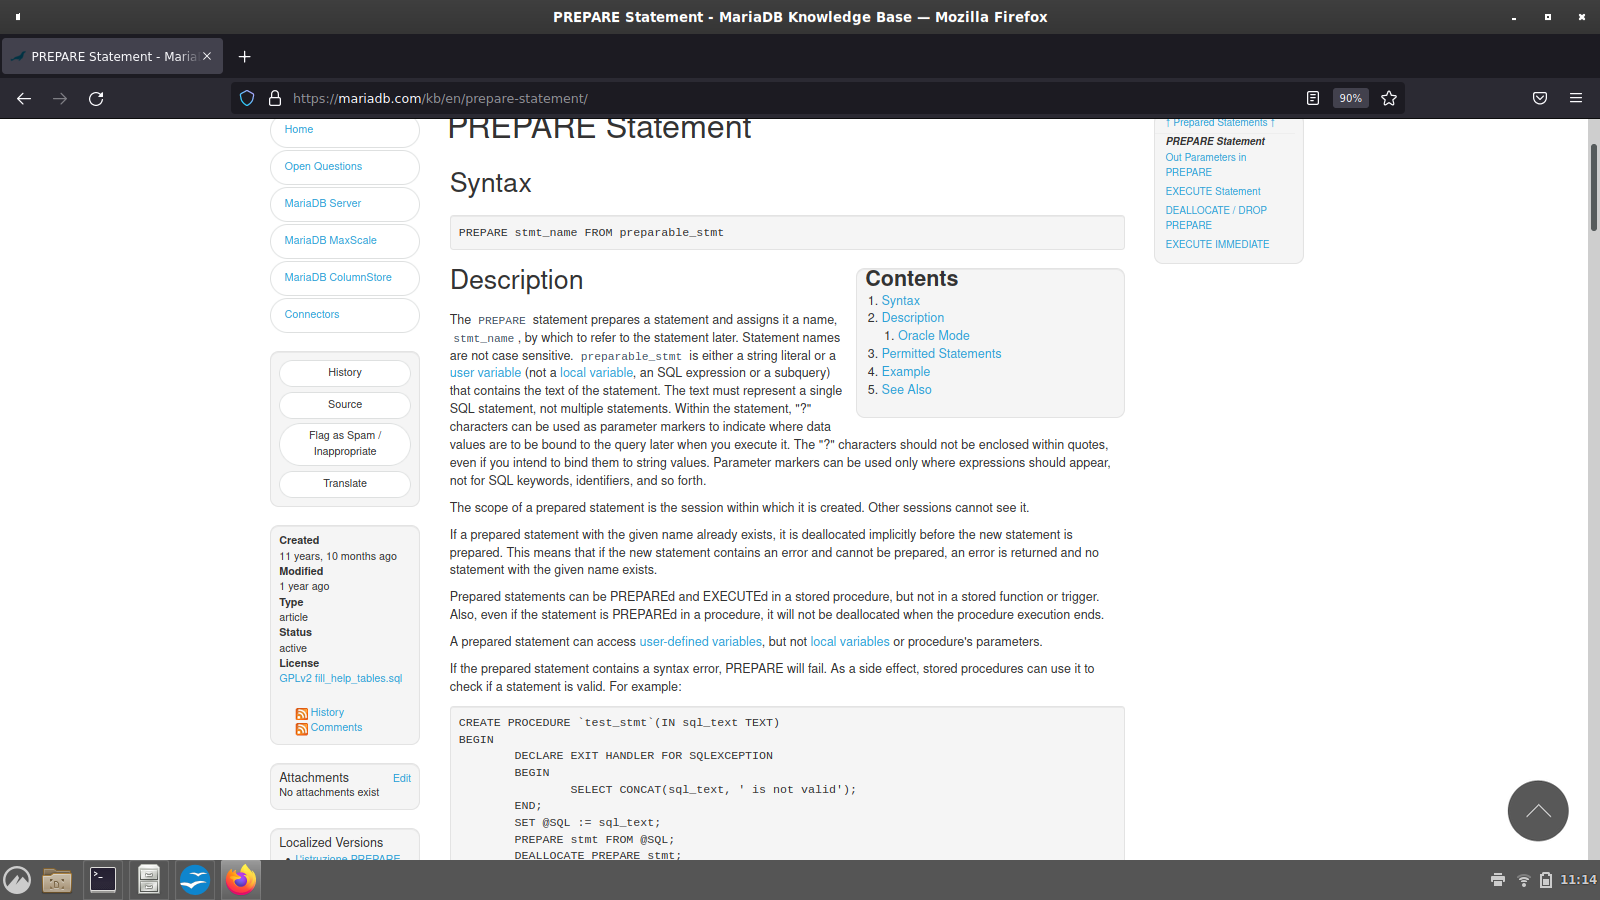 PREPARE Statement - MariaDB Knowledge Base — Mozilla Firefox
PREPARE Statement - Maria
https://mariadb.com/kb/en/prepare-statement/
90%
Home
Open Questions
MariaDB Server
MariaDB MaxScale
MariaDB ColumnStore
Connectors
History
Source
Flag as Spam /
Inappropriate
Translate
Created
11 years, 10 months ago
Modified
1 year ago
Type
article
Status
active
License
GPLv2 fill_help_tables.sql
History
Comments
Attachments
Edit
No attachments exist
Localized Versions
• L'istruzione PREPARE
PREPARE Statement
Syntax
PREPARE stmt_name FROM preparable_stmt
Description
The PREPARE statement prepares a statement and assigns it a name,
stmt_name, by which to refer to the statement later. Statement names
are not case sensitive. preparable_stmt is either a string literal or a
user variable (not a local variable, an SQL expression or a subquery)
that contains the text of the statement. The text must represent a single
SQL statement, not multiple statements. Within the statement, "?"
characters can be used as parameter markers to indicate where data
values are to be bound to the query later when you execute it. The "?" characters should not be enclosed within quotes,
even if you intend to bind them to string values. Parameter markers can be used only where expressions should appear,
not for SQL keywords, identifiers, and so forth.
The scope of a prepared statement is the session within which it is created. Other sessions cannot see it.
If a prepared statement with the given name already exists, it is deallocated implicitly before the new statement is
prepared. This means that if the new statement contains an error and cannot be prepared, an error is returned and no
statement with the given name exists.
Prepared statements can be PREPAREd and EXECUTEd in a stored procedure, but not in a stored function or trigger.
Also, even if the statement is PREPAREd in a procedure, it will not be deallocated when the procedure execution ends.
A prepared statement can access user-defined variables, but not local variables or procedure's parameters.
If the prepared statement contains a syntax error, PREPARE will fail. As a side effect, stored procedures can use it to
check if a statement is valid. For example:
CREATE PROCEDURE `test_stmt`(IN sql_text TEXT)
BEGIN
DECLARE EXIT HANDLER FOR SQLEXCEPTION
BEGIN
SELECT CONCAT(sql_text, ' is not valid');
END;
SET @SQL := sql_text;
PREPARE stmt FROM @SQL;
DEALLOCATE PREPARE stmt;
Contents
1. Syntax
2. Description
1. Oracle Mode
3. Permitted Statements
4. Example
5. See Also
↑ Prepared Statements ↑
PREPARE Statement
Out Parameters in
PREPARE
EXECUTE Statement
DEALLOCATE / DROP
PREPARE
EXECUTE IMMEDIATE
11:14